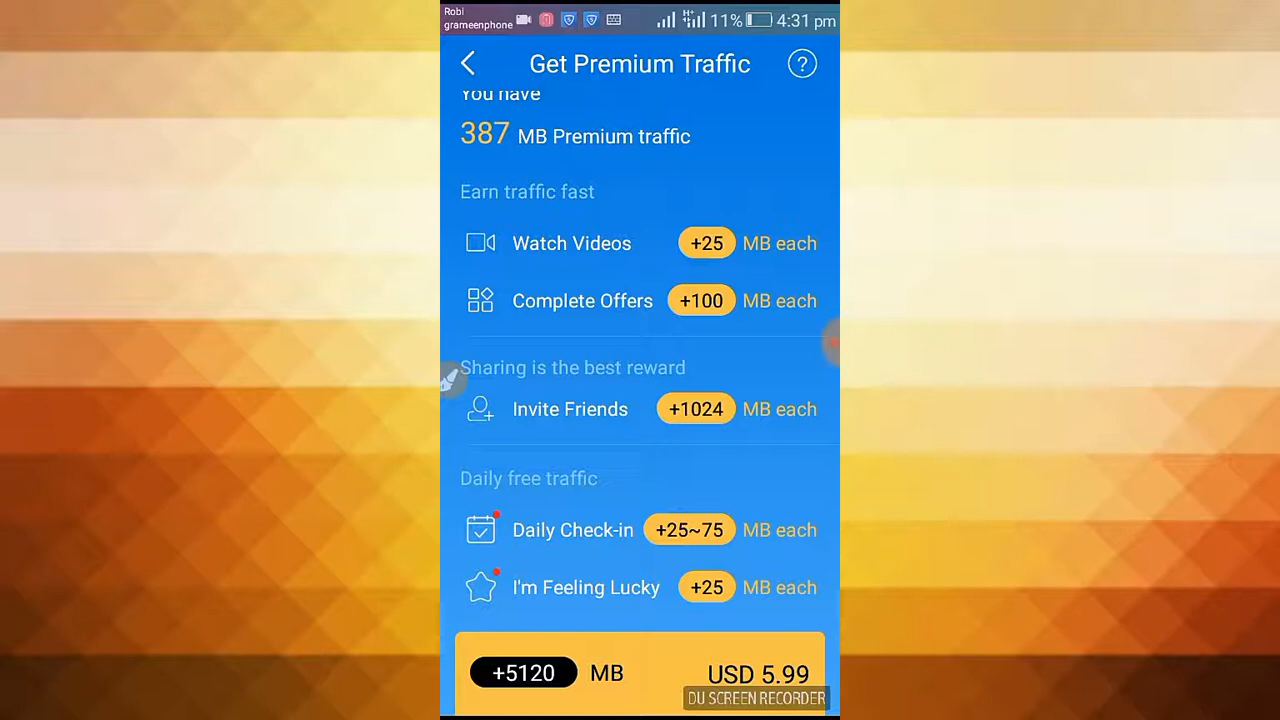 Robi
grameenphone
H+
11%
4:31 pm
Get Premium Traffic
?
You have
387 MB Premium traffic
Earn traffic fast
Watch Videos +25 MB each
Complete Offers +100 MB each
Sharing is the best reward
Invite Friends +1024 MB each
Daily free traffic
Daily Check-in +25~75 MB each
I'm Feeling Lucky +25 MB each
+5120 MB USD 5.99
DU SCREEN RECORDER